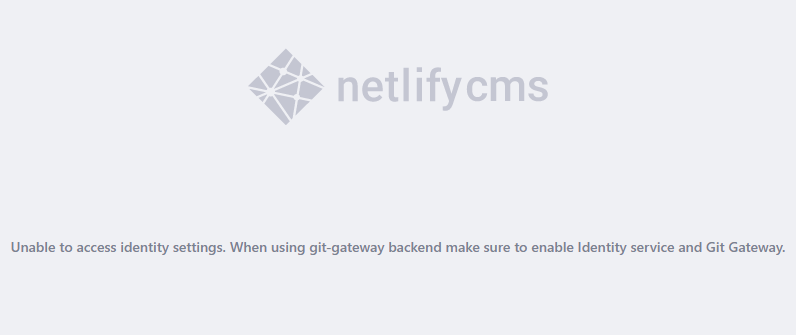 netlifycms
Unable to access identity settings. When using git-gateway backend make sure to enable Identity service and Git Gateway.